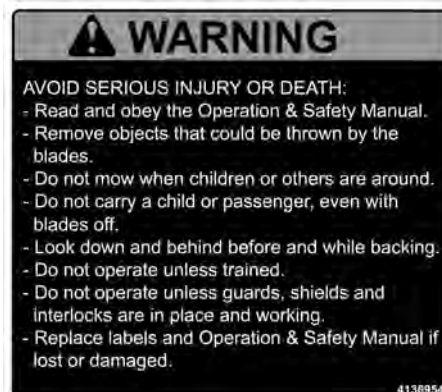 WARNING
AVOID SERIOUS INJURY OR DEATH:
- Read and obey the Operation & Safety Manual.
- Remove objects that could be thrown by the
blades.
- Do not mow when children or others are around.
- Do not carry a child or passenger, even with
blades off.
- Look down and behind before and while backing.
- Do not operate unless trained.
- Do not operate unless guards, shields and
interlocks are in place and working.
- Replace labels and Operation & Safety Manual if
lost or damaged.
4136954